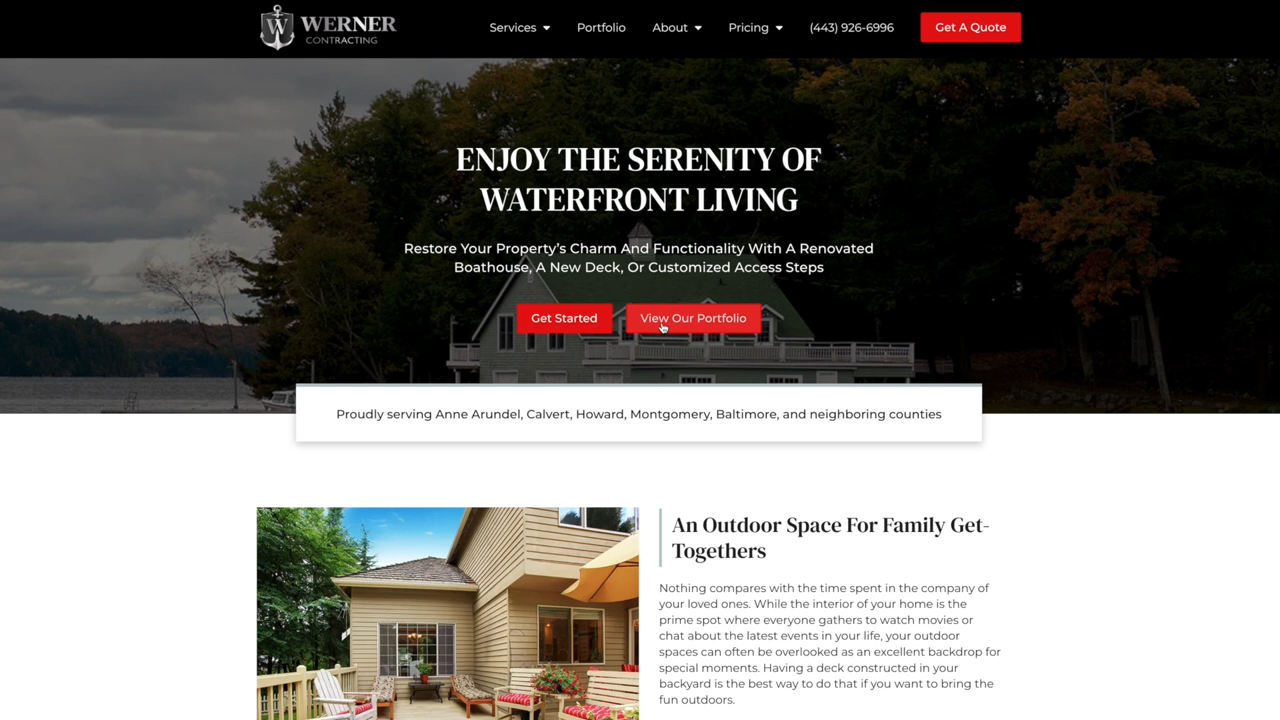 W WERNER
CONTRACTING
Services
Portfolio
About
Pricing
(443) 926-6996
Get A Quote
ENJOY THE SERENITY OF
WATERFRONT LIVING
Restore Your Property's Charm And Functionality With A Renovated
Boathouse, A New Deck, Or Customized Access Steps
Get Started
View Our Portfolio
Proudly serving Anne Arundel, Calvert, Howard, Montgomery, Baltimore, and neighboring counties
An Outdoor Space For Family Get-
Togethers
Nothing compares with the time spent in the company of
your loved ones. While the interior of your home is the
prime spot where everyone gathers to watch movies or
chat about the latest events in your life, your outdoor
spaces can often be overlooked as an excellent backdrop for
special moments. Having a deck constructed in your
backyard is the best way to do that if you want to bring the
fun outdoors.